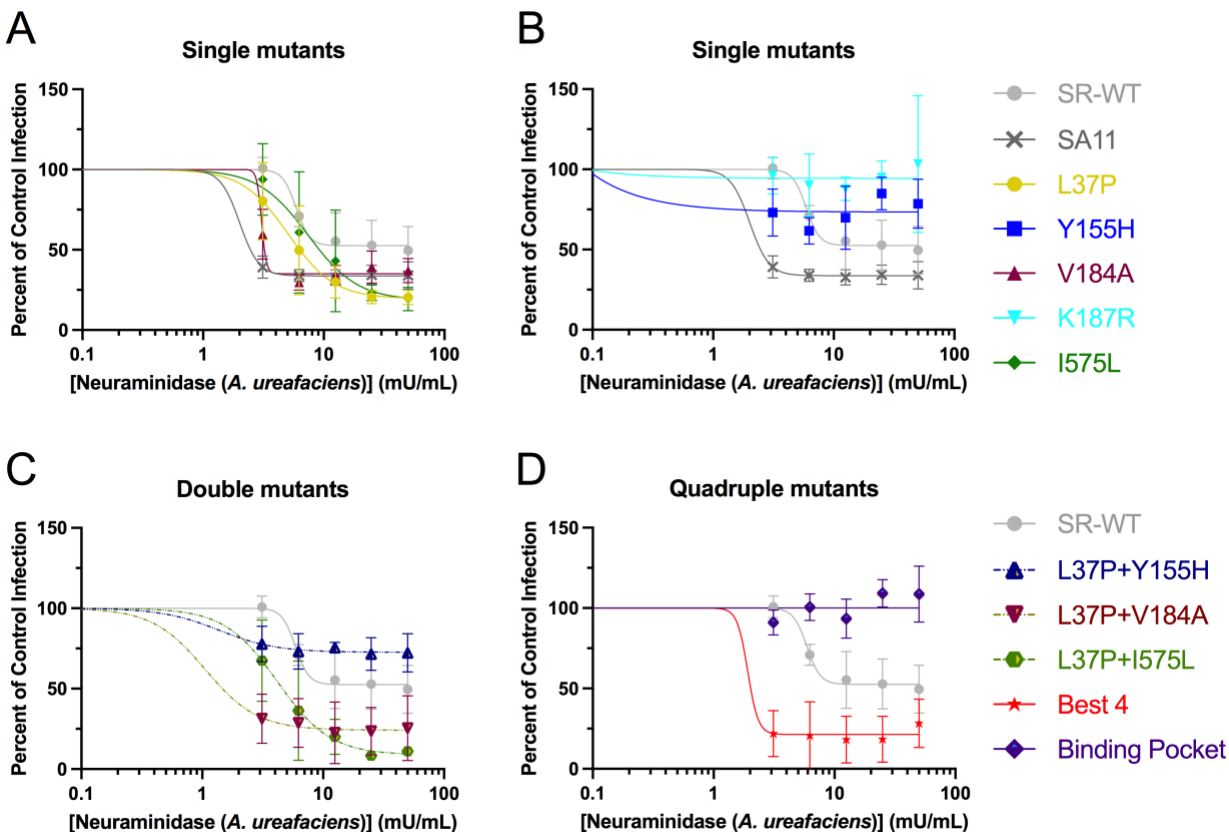 A
Single mutants
Percent of Control Infection
150
100
50
0
0.1 1 10 100
[Neuraminidase (A. ureafaciens)] (mU/mL)
B
Single mutants
Percent of Control Infection
150
100
50
0
0.1 1 10 100
[Neuraminidase (A. ureafaciens)] (mU/mL)
SR-WT
SA11
L37P
Y155H
V184A
K187R
I575L
C
Double mutants
Percent of Control Infection
150
100
50
0
0.1 1 10 100
[Neuraminidase (A. ureafaciens)] (mU/mL)
D
Quadruple mutants
Percent of Control Infection
150
100
50
0
0.1 1 10 100
[Neuraminidase (A. ureafaciens)] (mU/mL)
SR-WT
L37P+Y155H
L37P+V184A
L37P+I575L
Best 4
Binding Pocket